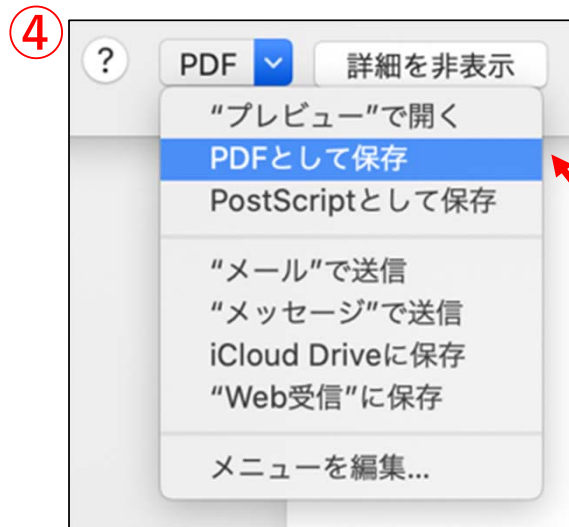 ④
? PDF 詳細を非表示
“プレビュー”で開く
PDFとして保存
PostScriptとして保存
“メール”で送信
“メッセージ”で送信
iCloud Driveに保存
“Web受信”に保存
メニューを編集...